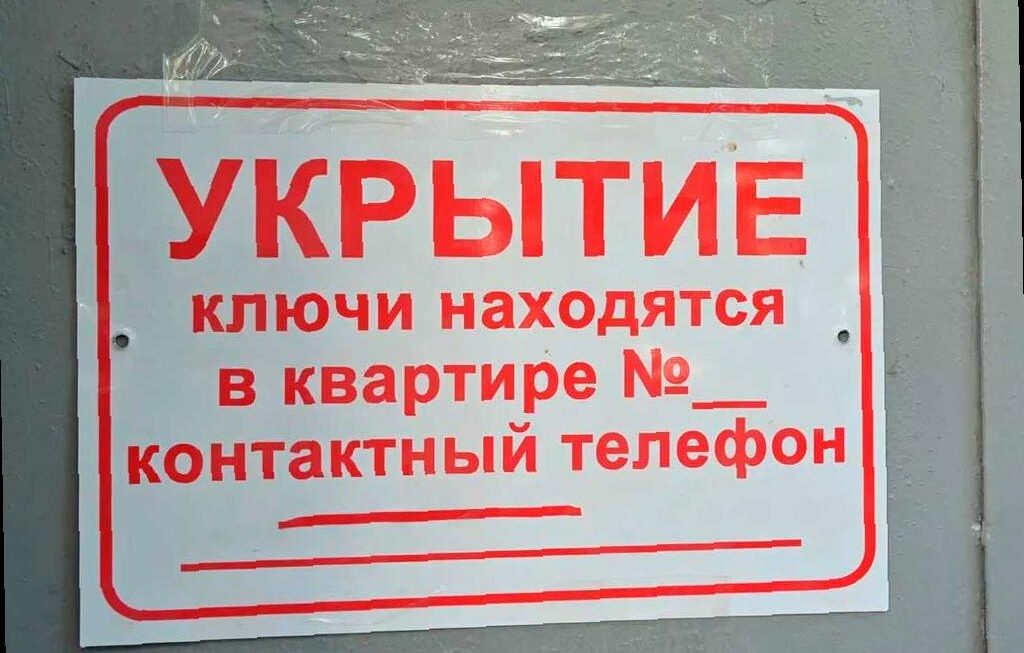 УКРЫТИЕ
ключи находятся
в квартире №__
контактный телефон